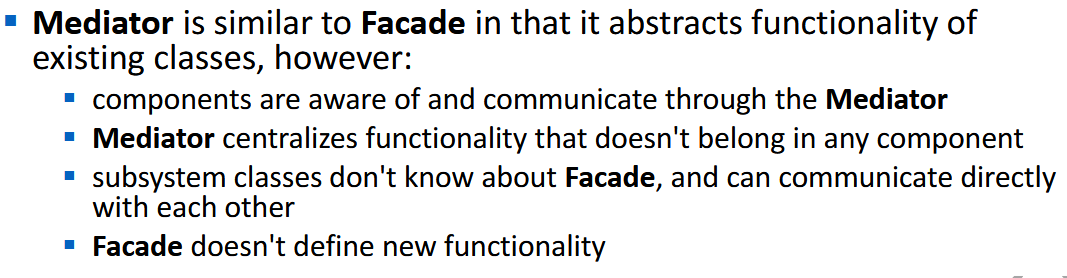 Mediator is similar to Facade in that it abstracts functionality of
existing classes, however:
components are aware of and communicate through the Mediator
Mediator centralizes functionality that doesn't belong in any component
subsystem classes don't know about Facade, and can communicate directly
with each other
Facade doesn't define new functionality